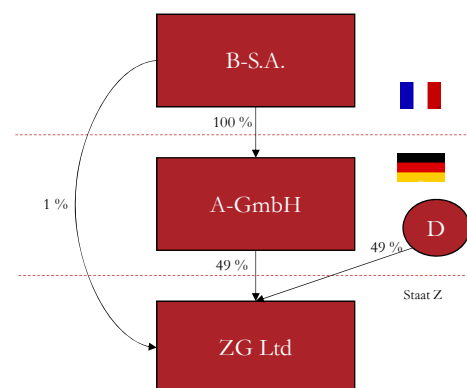 B-S.A.
100 %
1 %
A-GmbH
D
49 %
49 %
Staat Z
ZG Ltd